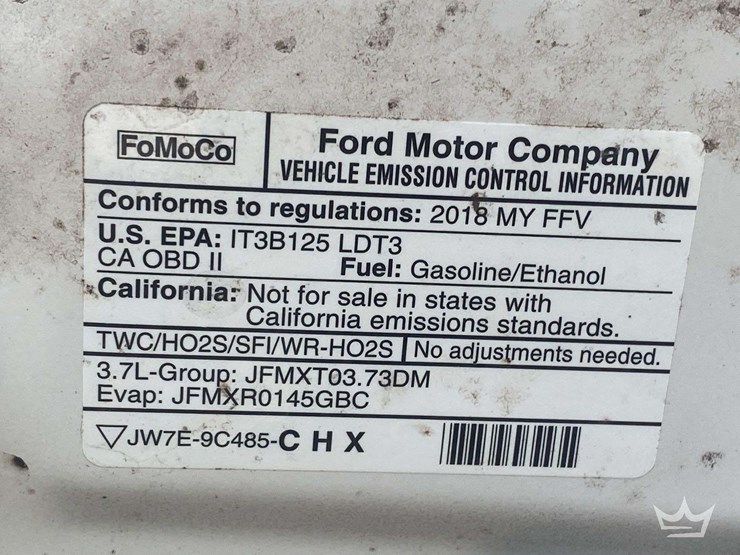 FoMoCo
Ford Motor Company
VEHICLE EMISSION CONTROL INFORMATION
Conforms to regulations: 2018 MY FFV
U.S. EPA: IT3B125 LDT3
CA OBD II Fuel: Gasoline/Ethanol
California: Not for sale in states with
California emissions standards.
TWC/HO2S/SFI/WR-HO2S No adjustments needed.
3.7L-Group: JFMXT03.73DM
Evap: JFMXR0145GBC
JW7E-9C485-C H X